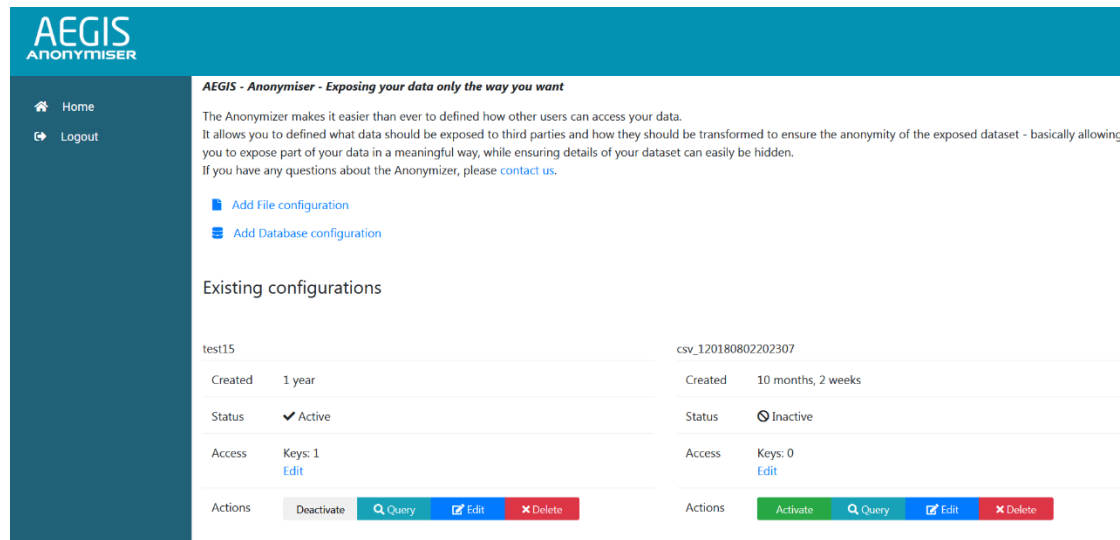 AEGIS
ANONYMISER
Home
Logout
AEGIS - Anonymiser - Exposing your data only the way you want
The Anonymizer makes it easier than ever to defined how other users can access your data.
It allows you to defined what data should be exposed to third parties and how they should be transformed to ensure the anonymity of the exposed dataset - basically allowing
you to expose part of your data in a meaningful way, while ensuring details of your dataset can easily be hidden.
If you have any questions about the Anonymizer, please contact us.
Add File configuration
Add Database configuration
Existing configurations
test15
Created 1 year
Status Active
Access Keys: 1
Edit
Actions Deactivate Query Edit Delete
csv_120180802202307
Created 10 months, 2 weeks
Status Inactive
Access Keys: 0
Edit
Actions Activate Query Edit Delete